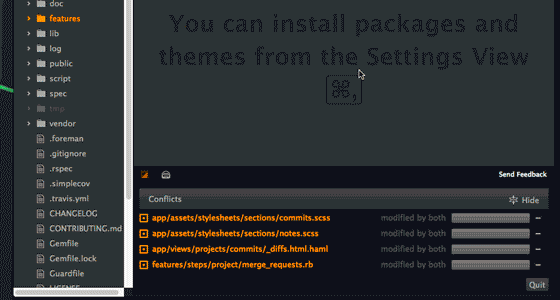 doc
features
lib
log
public
script
spec
tmp
vendor
.foreman
.gitignore
.rspec
.simplecov
.travis.yml
CHANGELOG
CONTRIBUTING.md
Gemfile
Gemfile.lock
Guardfile
LICENSE
You can install packages and
themes from the Settings View
⌘,
Send Feedback
Conflicts
Hide
app/assets/stylesheets/sections/commits.scss modified by both
app/assets/stylesheets/sections/notes.scss modified by both
app/views/projects/commits/_diffs.html.haml modified by both
features/steps/project/merge_requests.rb modified by both
Quit